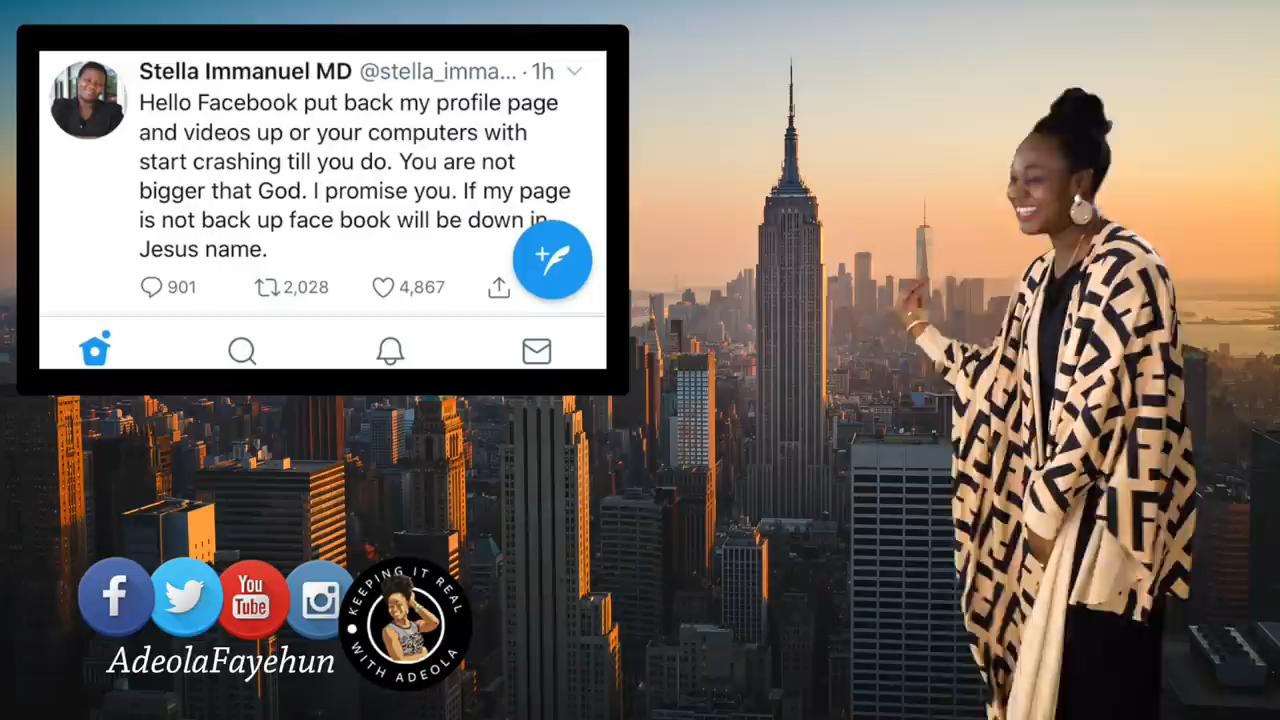 Stella Immanuel MD @stella_imma... · 1h
Hello Facebook put back my profile page
and videos up or your computers with
start crashing till you do. You are not
bigger that God. I promise you. If my page
is not back up face book will be down in
Jesus name.
901 2,028 4,867
f
You
Tube
AdeolaFayehun
KEEPING IT REAL
WITH ADEOLA